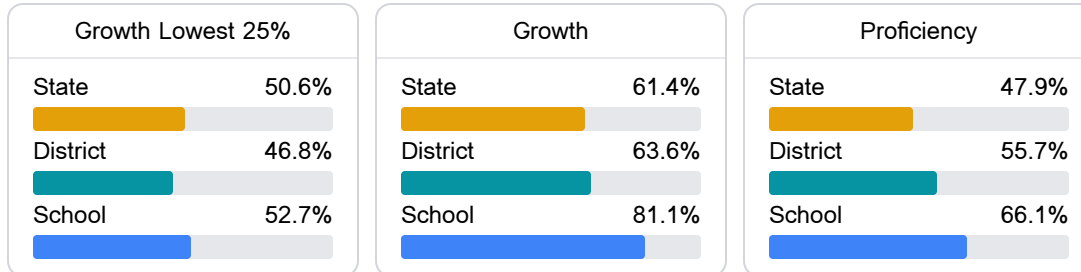 Growth Lowest 25%
State 50.6%
District 46.8%
School 52.7%
Growth
State 61.4%
District 63.6%
School 81.1%
Proficiency
State 47.9%
District 55.7%
School 66.1%